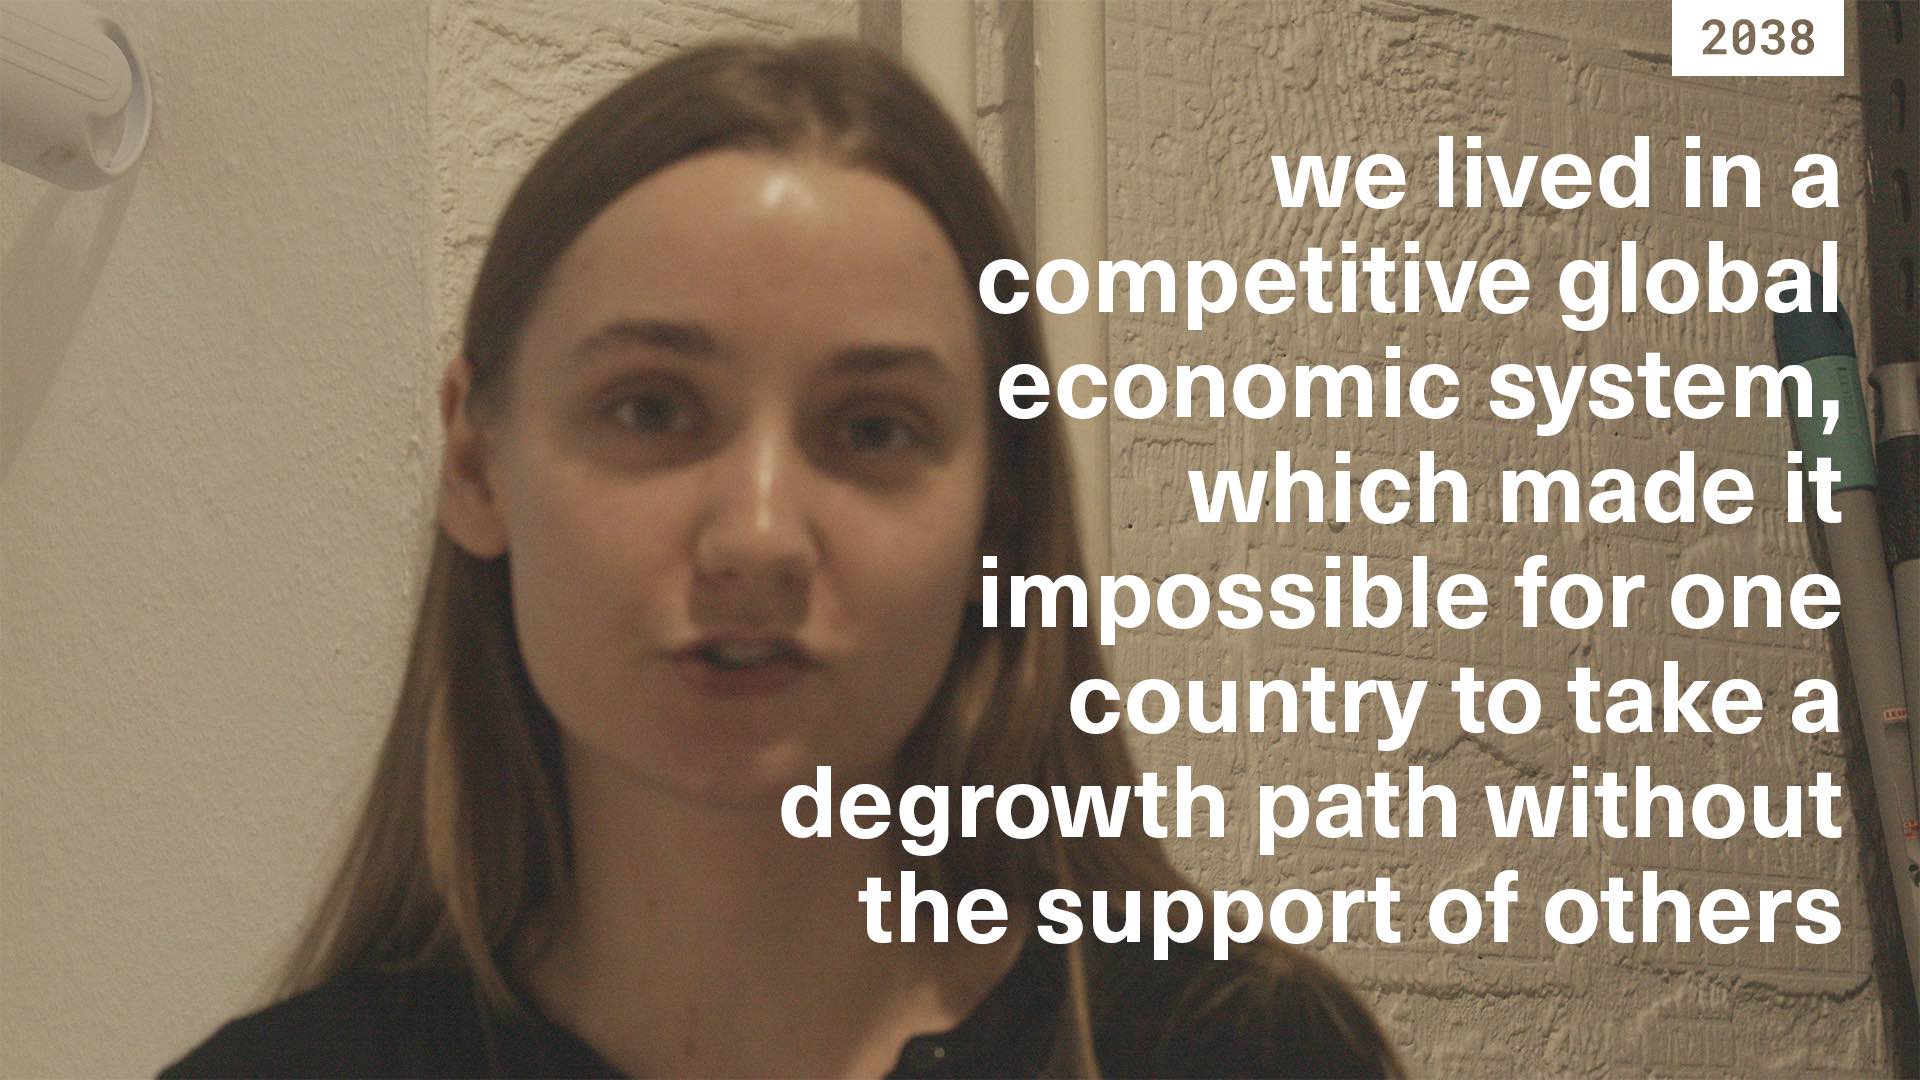 2038
we lived in a
competitive global
economic system,
which made it
impossible for one
country to take a
degrowth path without
the support of others